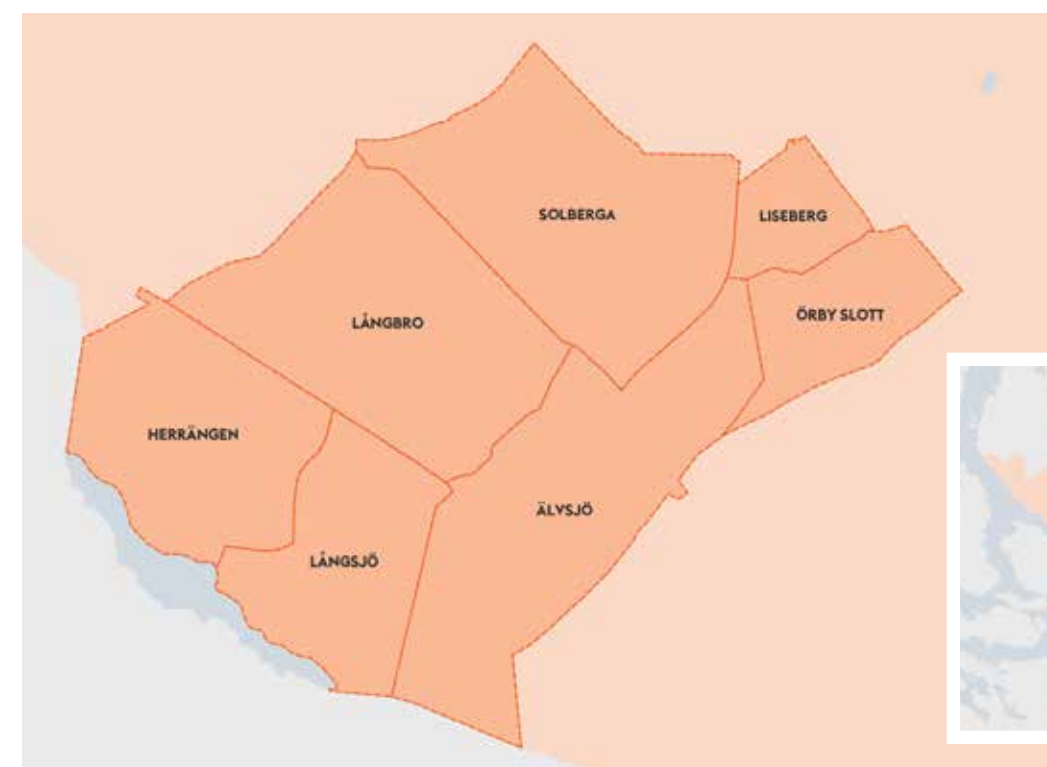 SOLBERGA
LISEBERG
ÖRBY SLOTT
LÅNGBRO
HERRÄNGEN
ÄLVSJÖ
LÅNGSJÖ